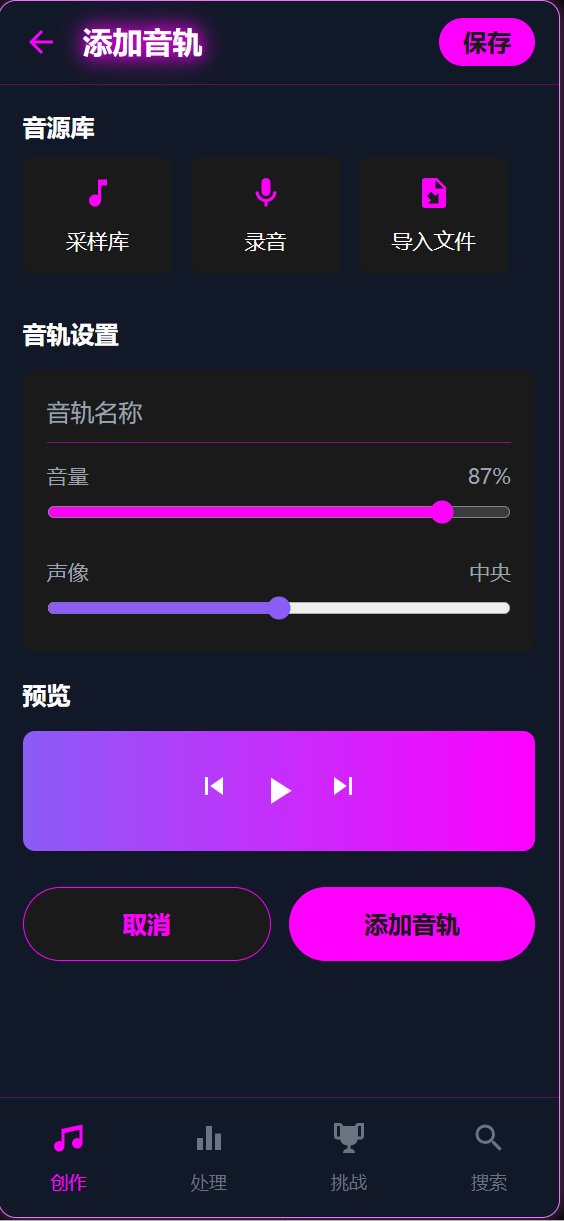 添加音轨 保存
音源库
采样库 录音 导入文件
音轨设置
音轨名称
音量 87%
声像 中央
预览
取消 添加音轨
创作 处理 挑战 搜索